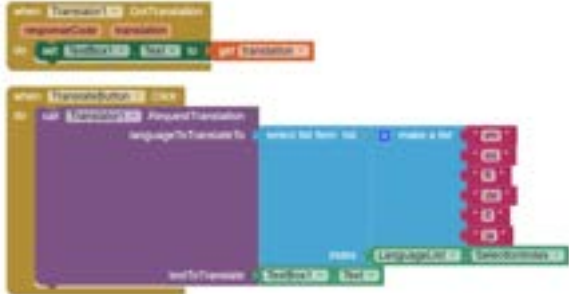 when Translator1 .GotTranslation
responseCode translation
do set TextBox1 . Text to get translation
when TranslateButton .Click
do call Translator1 .RequestTranslation
languageToTranslateTo select list item list make a list
index LanguageList . SelectionIndex
textToTranslate TextBox1 . Text